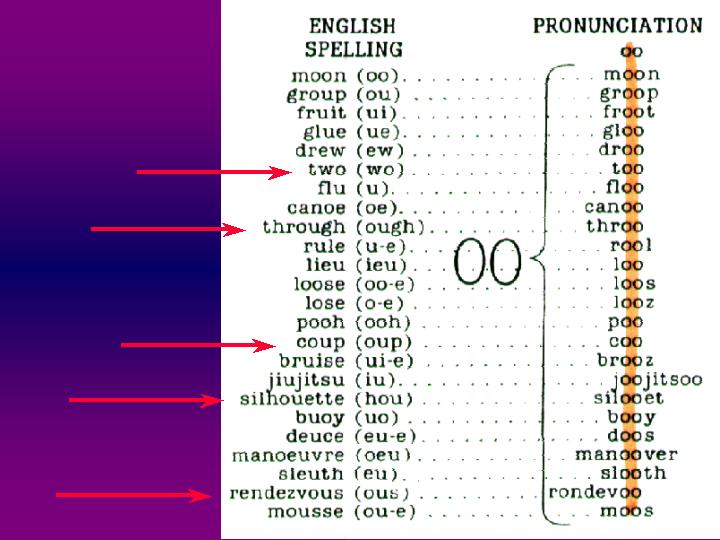 ENGLISH PRONUNCIATION
SPELLING oo
moon (oo). . . . . . . . . . . . moon
group (ou) . . . . . . . . . . . groop
fruit (ui). . . . . . . . . . . . froot
glue (ue). . . . . . . . . . . . gloo
drew (ew) . . . . . . . . . . . droo
two (wo) . . . . . . . . . . . . too
flu (u). . . . . . . . . . . . . floo
canoe (oe). . . . . . . . . . . canoo
through (ough). . . . . . . . . throo
rule (u-e). . . . . . . . . . . rool
lieu (ieu) . . . . . OO . . . . . loo
loose (oo-e) . . . . . . . . . . loos
lose (o-e) . . . . . . . . . . . looz
pooh (ooh) . . . . . . . . . . . poo
coup (oup) . . . . . . . . . . . coo
bruise (ui-e) . . . . . . . . . . brooz
jiujitsu (iu). . . . . . . . . . . joojitsoo
silhouette (hou) . . . . . . . . silooet
buoy (uo) . . . . . . . . . . . booy
deuce (eu-e). . . . . . . . . . doos
manoeuvre (oeu) . . . . . . . . manoover
sleuth (eu). . . . . . . . . . . slooth
rendezvous (ous) . . . . . . . rondevoo
mousse (ou-e) . . . . . . . . . moos